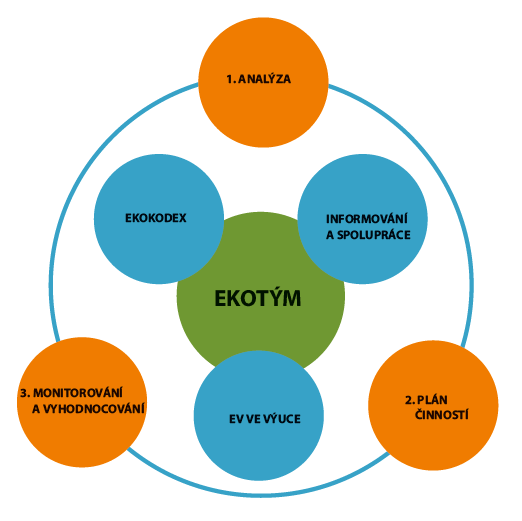 1. ANALÝZA
EKOKODEX
INFORMOVÁNÍ
A SPOLUPRÁCE
EKOTÝM
3. MONITOROVÁNÍ
A VYHODNOCOVÁNÍ
EV VE VÝUCE
2. PLÁN
ČINNOSTÍ